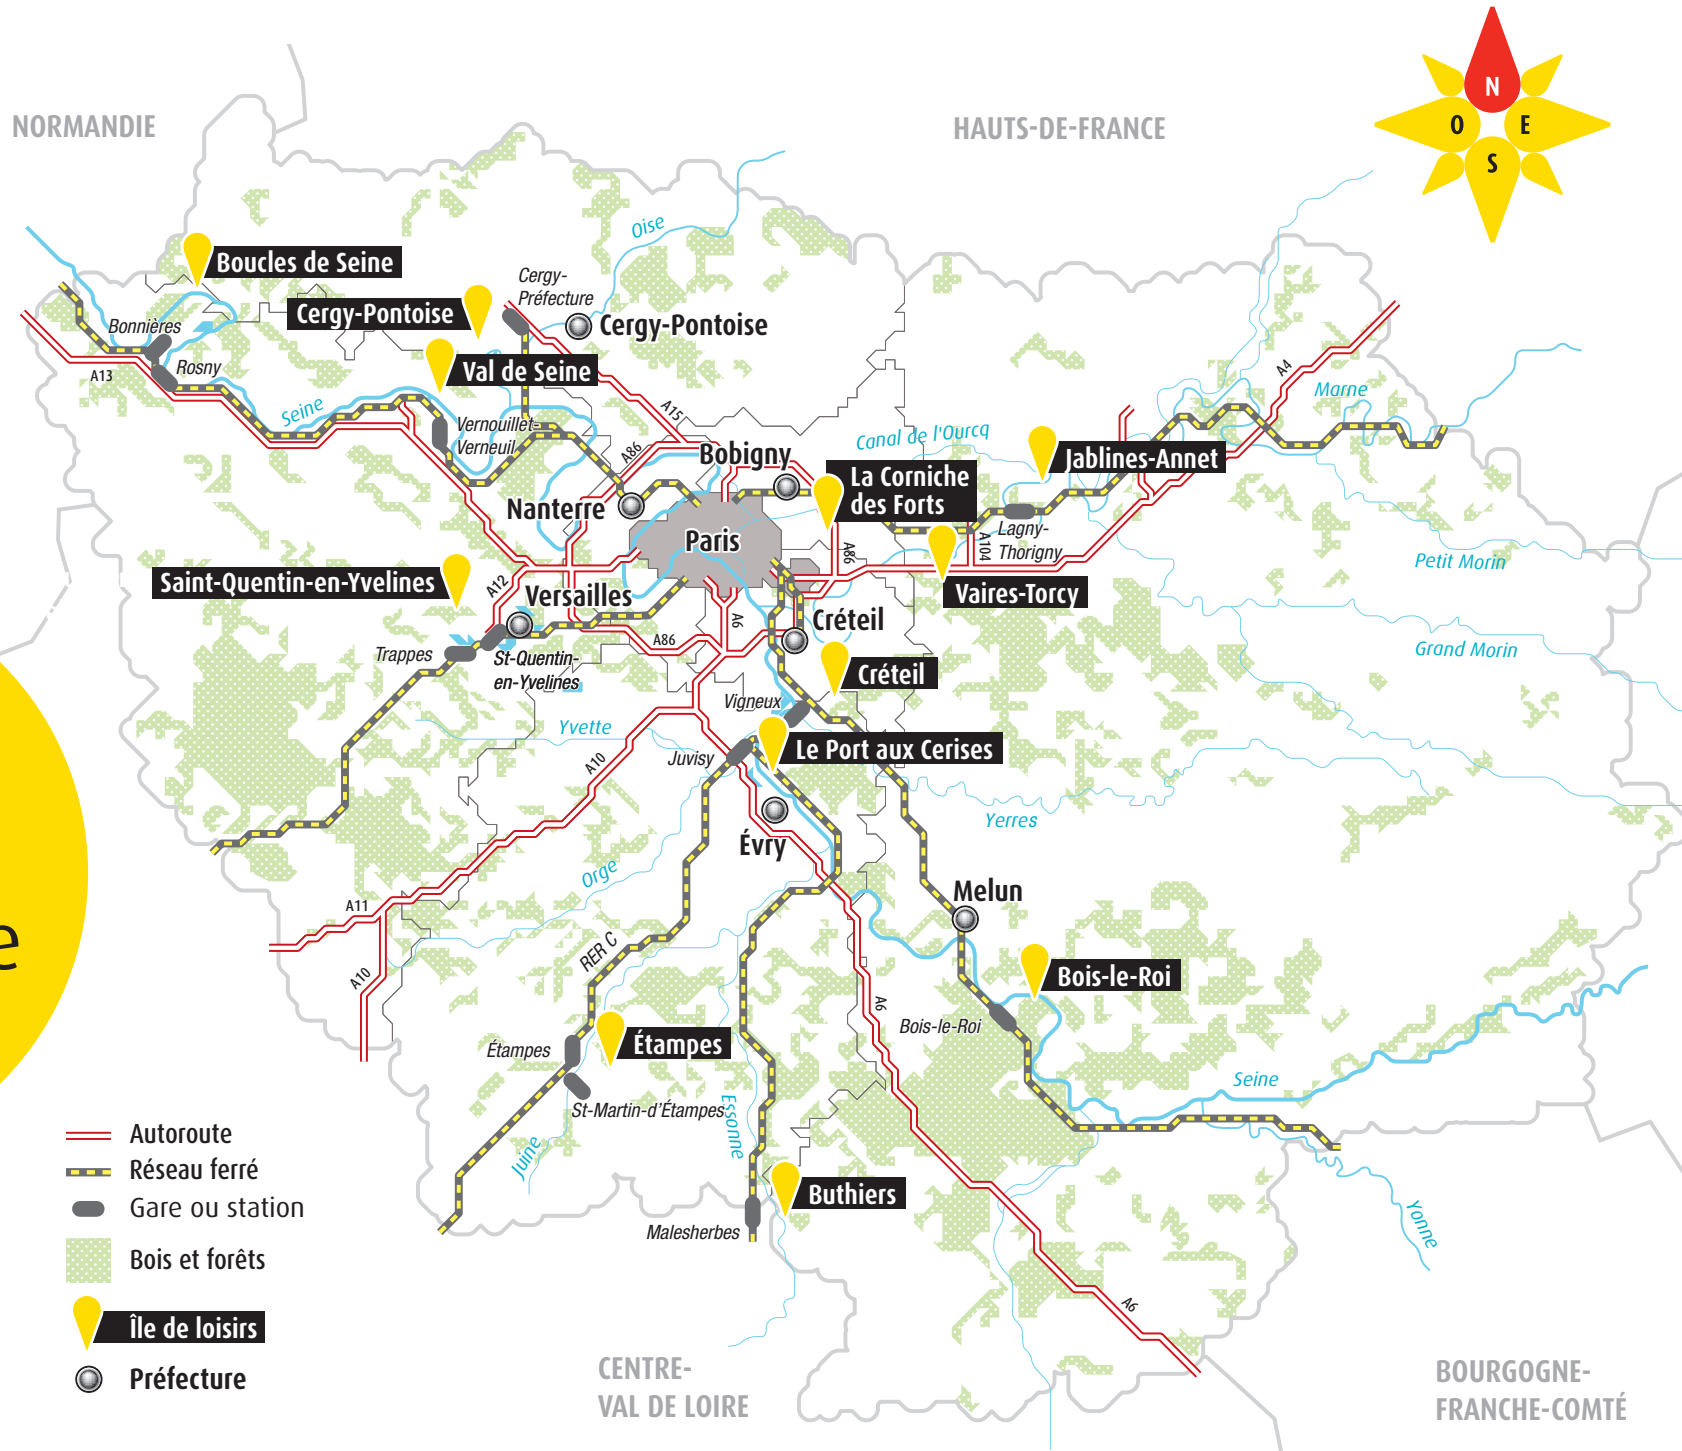 N
O
E
S
NORMANDIE
HAUTS-DE-FRANCE
Oise
Boucles de Seine
Cergy-
Préfecture
Cergy-Pontoise
Cergy-Pontoise
Bonnières
Rosny
A13
Val de Seine
A4
Marne
Seine
A15
Vernouillet-
Verneuil
A86
Canal de l'Ourcq
Bobigny
Jablines-Annet
La Corniche
des Forts
Nanterre
Paris
Lagny-
Thorigny
A104
A86
Petit Morin
Saint-Quentin-en-Yvelines
A12
Versailles
Vaires-Torcy
A6
Créteil
A86
Grand Morin
Trappes
St-Quentin-
en-Yvelines
Créteil
Vigneux
Yvette
Le Port aux Cerises
Juvisy
A10
Yerres
Évry
Orge
Melun
A11
e
RER C
A10
Bois-le-Roi
A6
Bois-le-Roi
Étampes
Étampes
Seine
St-Martin-d'Étampes
Essonne
Juine
Autoroute
Réseau ferré
Gare ou station
Bois et forêts
Île de loisirs
Préfecture
Buthiers
Malesherbes
Yonne
A6
CENTRE-
VAL DE LOIRE
BOURGOGNE-
FRANCHE-COMTÉ